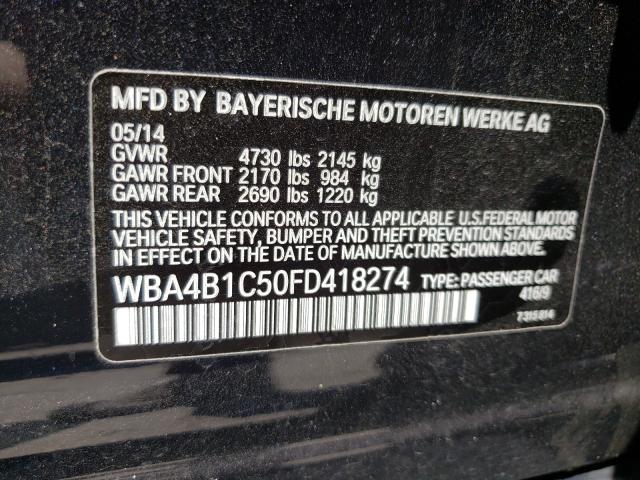 MFD BY BAYERISCHE MOTOREN WERKE AG
05/14
GVWR 4730 lbs 2145 kg
GAWR FRONT 2170 lbs 984 kg
GAWR REAR 2690 lbs 1220 kg
THIS VEHICLE CONFORMS TO ALL APPLICABLE U.S.FEDERAL MOTOR
VEHICLE SAFETY, BUMPER AND THEFT PREVENTION STANDARDS
IN EFFECT ON THE DATE OF MANUFACTURE SHOWN ABOVE.
WBA4B1C50FD418274 TYPE: PASSENGER CAR
416/9
7315814